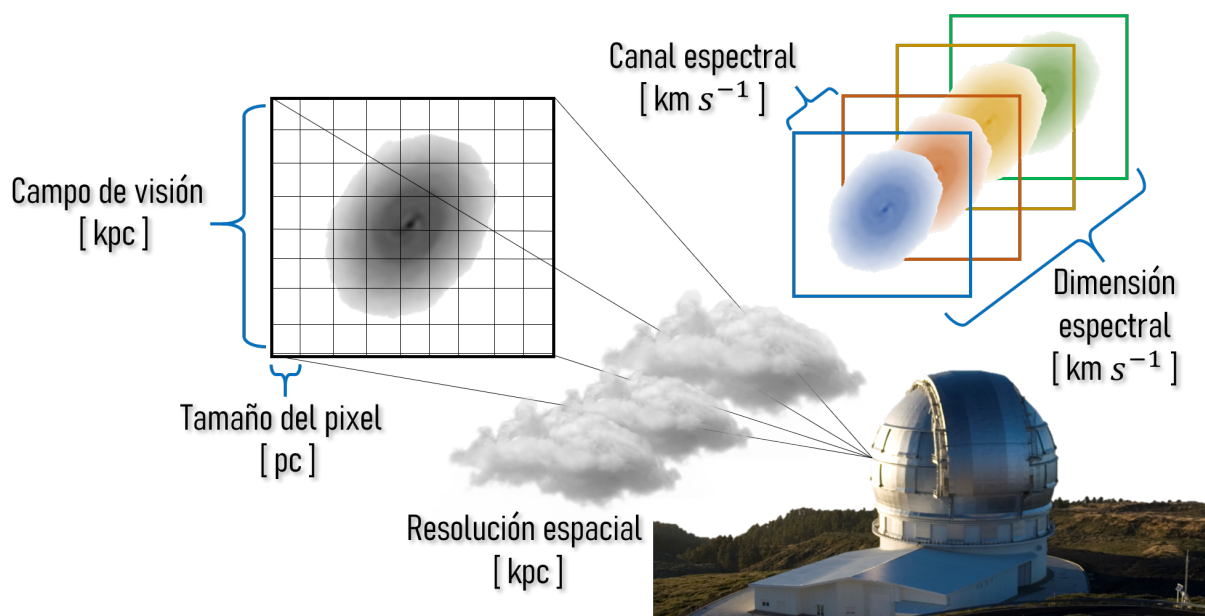 Canal espectral
[ km s⁻¹ ]
Campo de visión
[ kpc ]
Dimensión
espectral
[ km s⁻¹ ]
Tamaño del pixel
[ pc ]
Resolución espacial
[ kpc ]